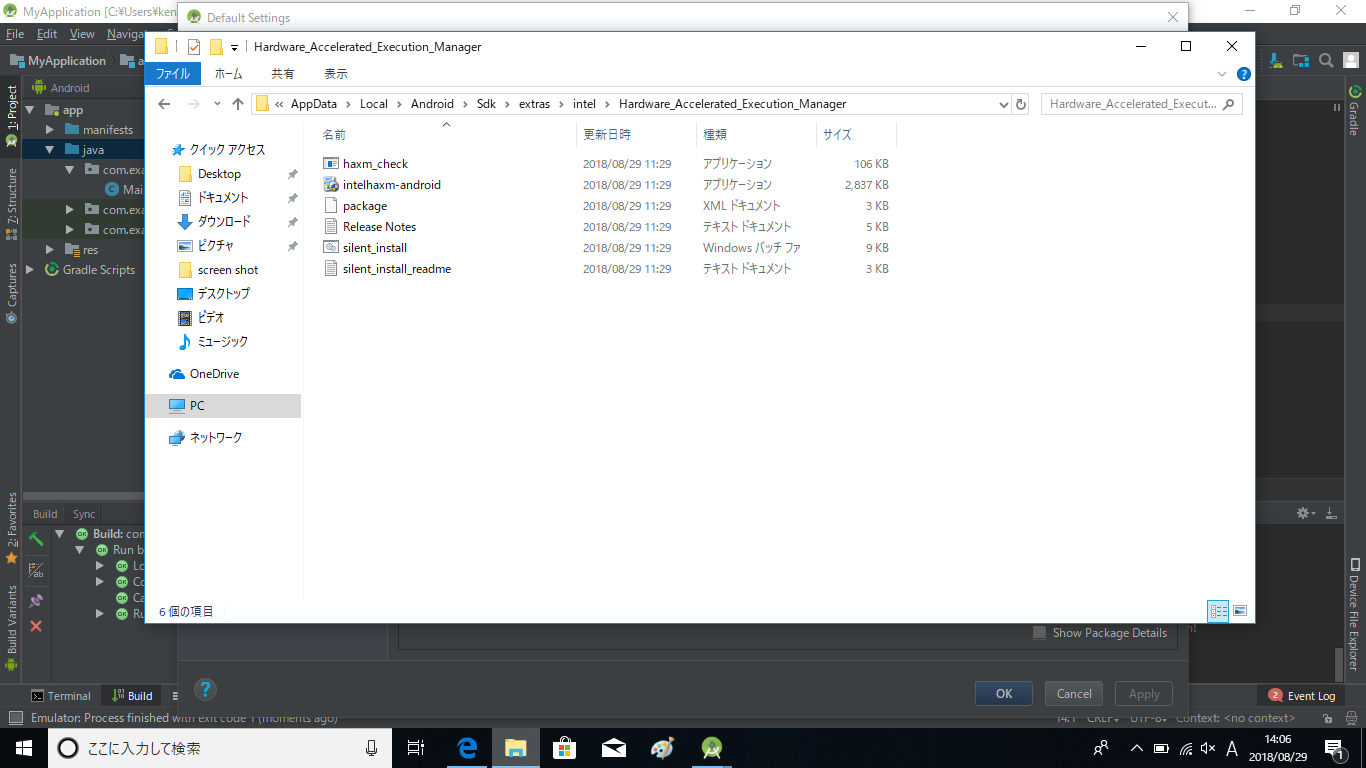 MyApplication [C:¥Users¥ken
Default Settings
File Edit View Naviga
Hardware_Accelerated_Execution_Manager
MyApplication
ファイル ホーム 共有 表示
Android
« AppData > Local > Android > Sdk > extras > intel > Hardware_Accelerated_Execution_Manager
Hardware_Accelerated_Execut...
1: Project
app
manifests
java
com.exa
Mai
com.exa
com.exa
res
Gradle Scripts
7: Structure
Captures
2: Favorites
Build Variants
クイック アクセス
Desktop
ドキュメント
ダウンロード
ピクチャ
screen shot
デスクトップ
ビデオ
ミュージック
OneDrive
PC
ネットワーク
名前 更新日時 種類 サイズ
haxm_check 2018/08/29 11:29 アプリケーション 106 KB
intelhaxm-android 2018/08/29 11:29 アプリケーション 2,837 KB
package 2018/08/29 11:29 XML ドキュメント 3 KB
Release Notes 2018/08/29 11:29 テキスト ドキュメント 5 KB
silent_install 2018/08/29 11:29 Windows バッチ ファ 9 KB
silent_install_readme 2018/08/29 11:29 テキスト ドキュメント 3 KB
6 個の項目
Gradle
Device File Explorer
Build Sync
Build: con
Run b
Lo
Co
Ca
Ru
Show Package Details
n!
? OK Cancel Apply
Terminal Build 2 Event Log
Emulator: Process finished with exit code 1 (moments ago) 14:1 CRLF UTF-8 Context: <no context>
ここに入力して検索
A
14:06
2018/08/29
1